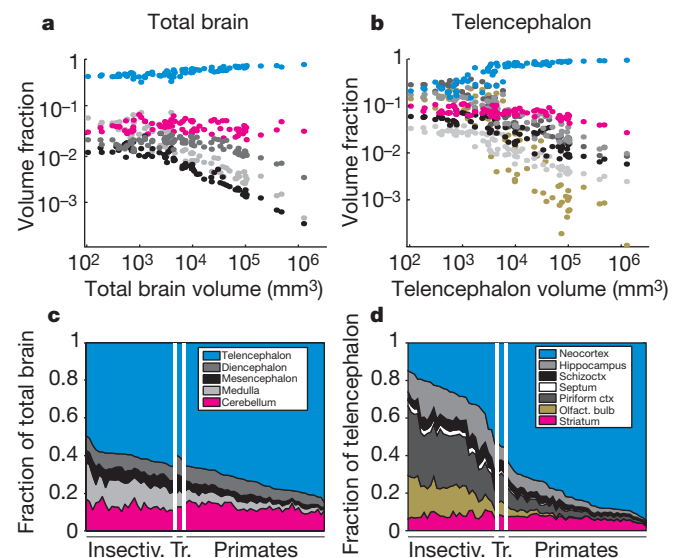 a Total brain
b Telencephalon
Volume fraction
1
10–1
10–2
10–3
102 103 104 105 106
Total brain volume (mm3)
Volume fraction
1
10–1
10–2
10–3
102 103 104 105 106
Telencephalon volume (mm3)
c
Fraction of total brain
1
0.8
0.6
0.4
0.2
0
Telencephalon
Diencephalon
Mesencephalon
Medulla
Cerebellum
Insectiv. Tr. Primates
d
Fraction of telencephalon
1
0.8
0.6
0.4
0.2
0
Neocortex
Hippocampus
Schizoctx
Septum
Piriform ctx
Olfact. bulb
Striatum
Insectiv. Tr. Primates